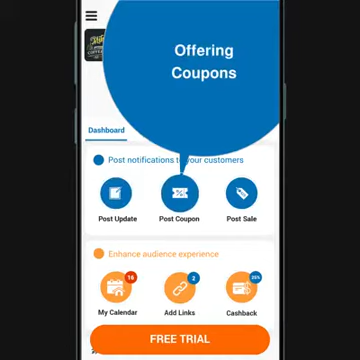 Offering
Coupons
Dashboard
Post notifications to your customers
Post Update
Post Coupon
Post Sale
Enhance audience experience
16
2
20%
My Calendar
Add Links
Cashback
FREE TRIAL